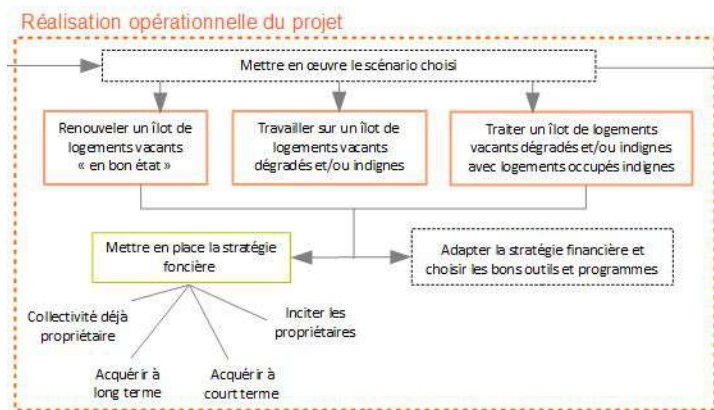 Réalisation opérationnelle du projet
Mettre en œuvre le scénario choisi
Renouveler un îlot de
logements vacants
« en bon état »
Travailler sur un îlot de
logements vacants
dégradés et/ou indignes
Traiter un îlot de logements
vacants dégradés et/ou indignes
avec logements occupés indignes
Mettre en place la stratégie
foncière
Adapter la stratégie financière et
choisir les bons outils et programmes
Collectivité déjà
propriétaire
Inciter les
propriétaires
Acquérir à
long terme
Acquérir à
court terme